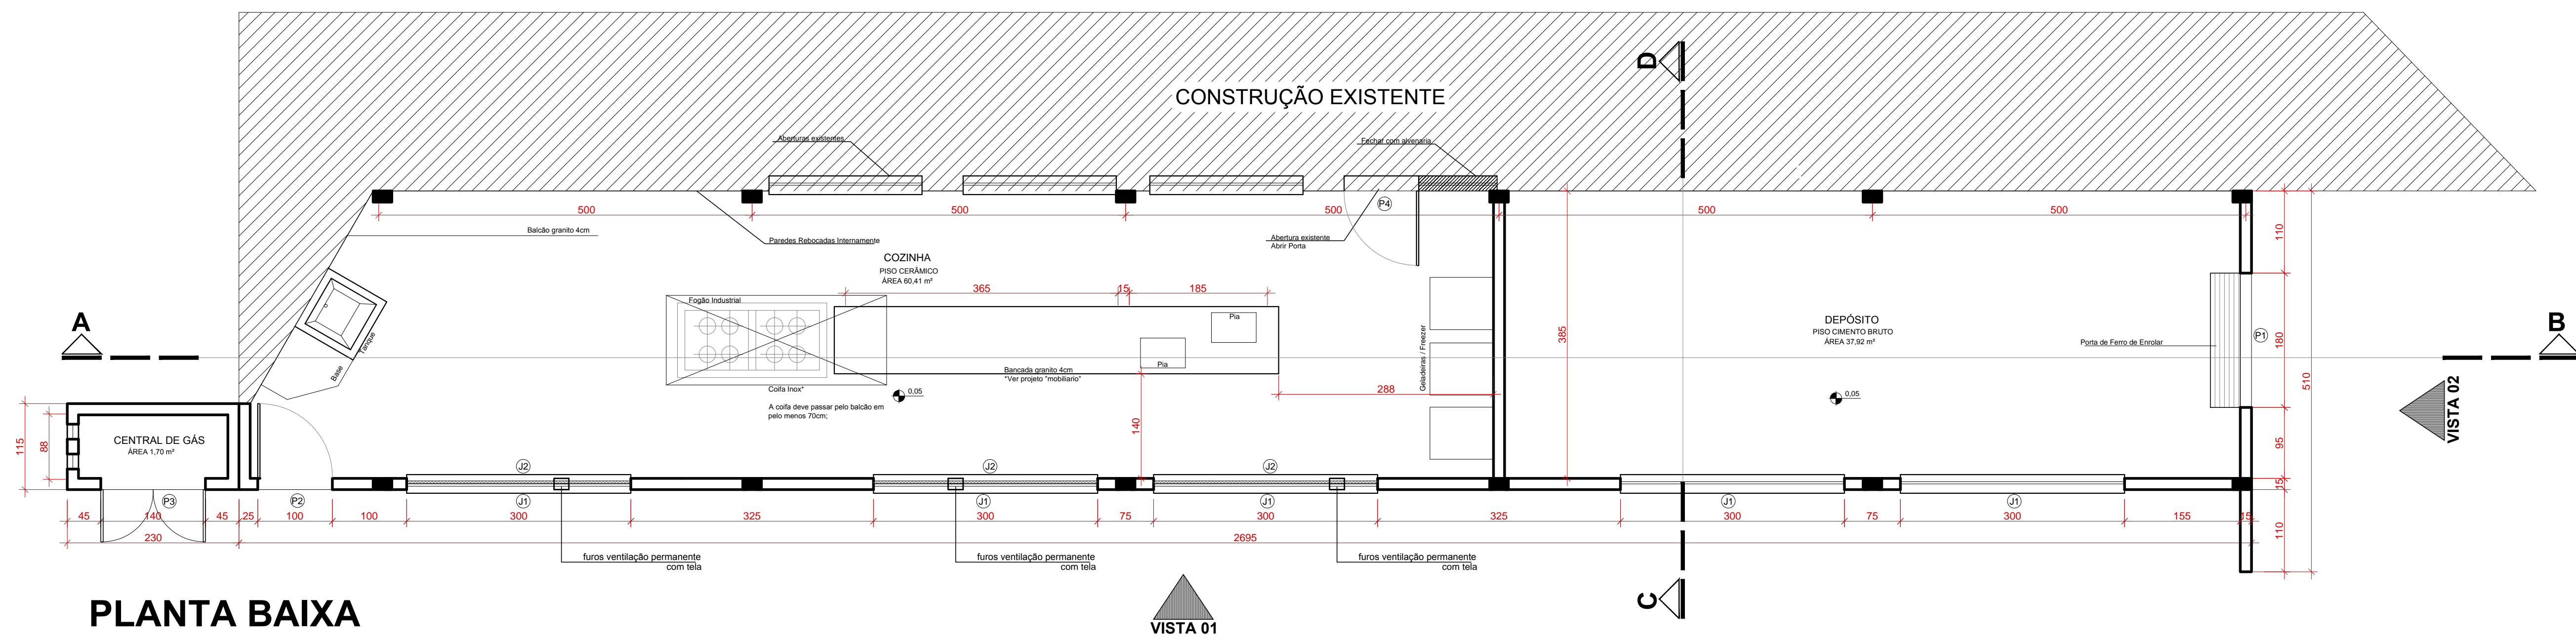 CONSTRUÇÃO EXISTENTE
D
Aberturas existentes
Fechar com alvenaria
P4
500
500
500
500
500
Balcão granito 4cm
Paredes Rebocadas Internamente
Abertura existente
Abrir Porta
COZINHA
PISO CERÂMICO
ÁREA 60,41 m²
365
15
185
Fogão Industrial
Pia
Pia
Bancada granito 4cm
*Ver projeto "mobiliario"
Coifa Inox*
A coifa deve passar pelo balcão em
pelo menos 70cm;
0,05
288
140
Geladeiras / Freezer
385
DEPÓSITO
PISO CIMENTO BRUTO
ÁREA 37,92 m²
0,05
Porta de Ferro de Enrolar
P1
110
180
95
15
110
510
A
B
VISTA 02
Tanque
Base
CENTRAL DE GÁS
ÁREA 1,70 m²
115
88
P3
P2
J2
J1
J2
J1
J2
J1
J1
J1
45
140
45
25
100
100
300
325
300
75
300
325
300
75
300
155
15
230
2695
furos ventilação permanente
com tela
furos ventilação permanente
com tela
furos ventilação permanente
com tela
C
PLANTA BAIXA
VISTA 01